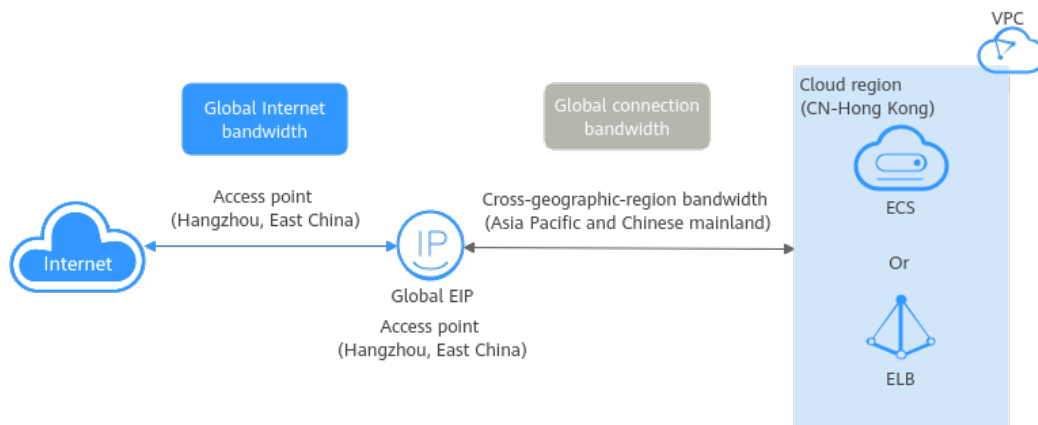 VPC
Global Internet
bandwidth
Global connection
bandwidth
Cloud region
(CN-Hong Kong)
ECS
Access point
(Hangzhou, East China)
Cross-geographic-region bandwidth
(Asia Pacific and Chinese mainland)
Internet
IP
Global EIP
Or
Access point
(Hangzhou, East China)
ELB